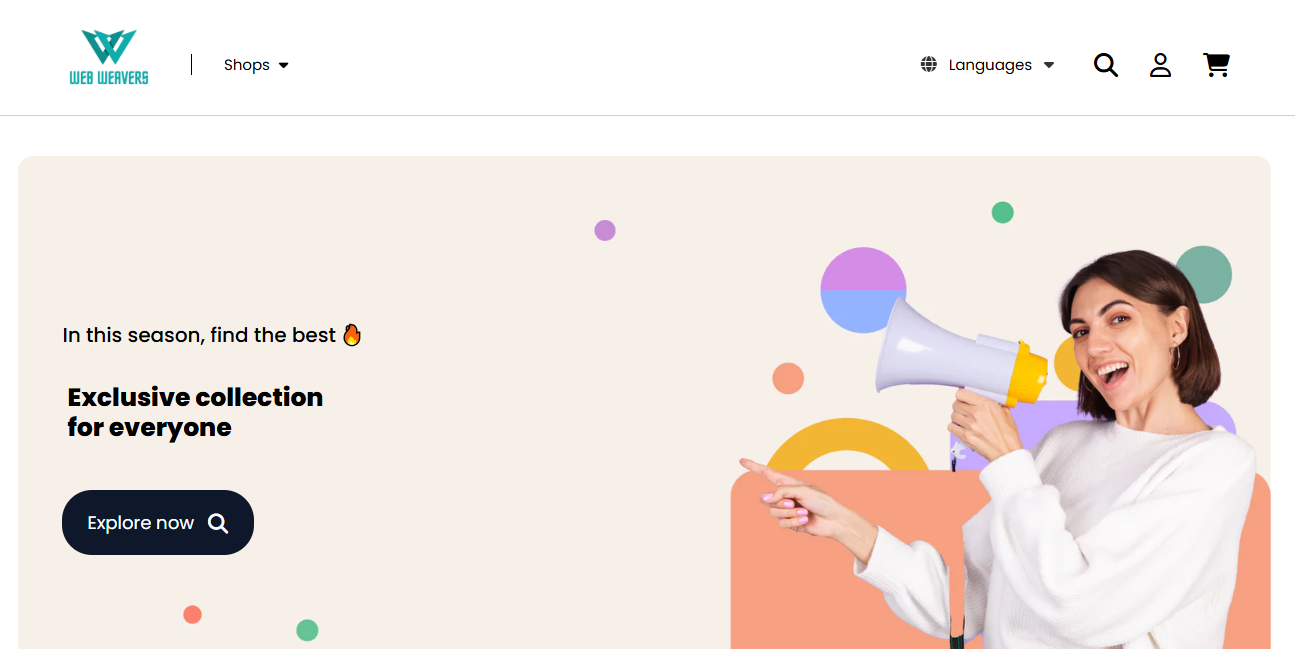 WEB WEAVERS
Shops
Languages
In this season, find the best 🔥
Exclusive collection
for everyone
Explore now